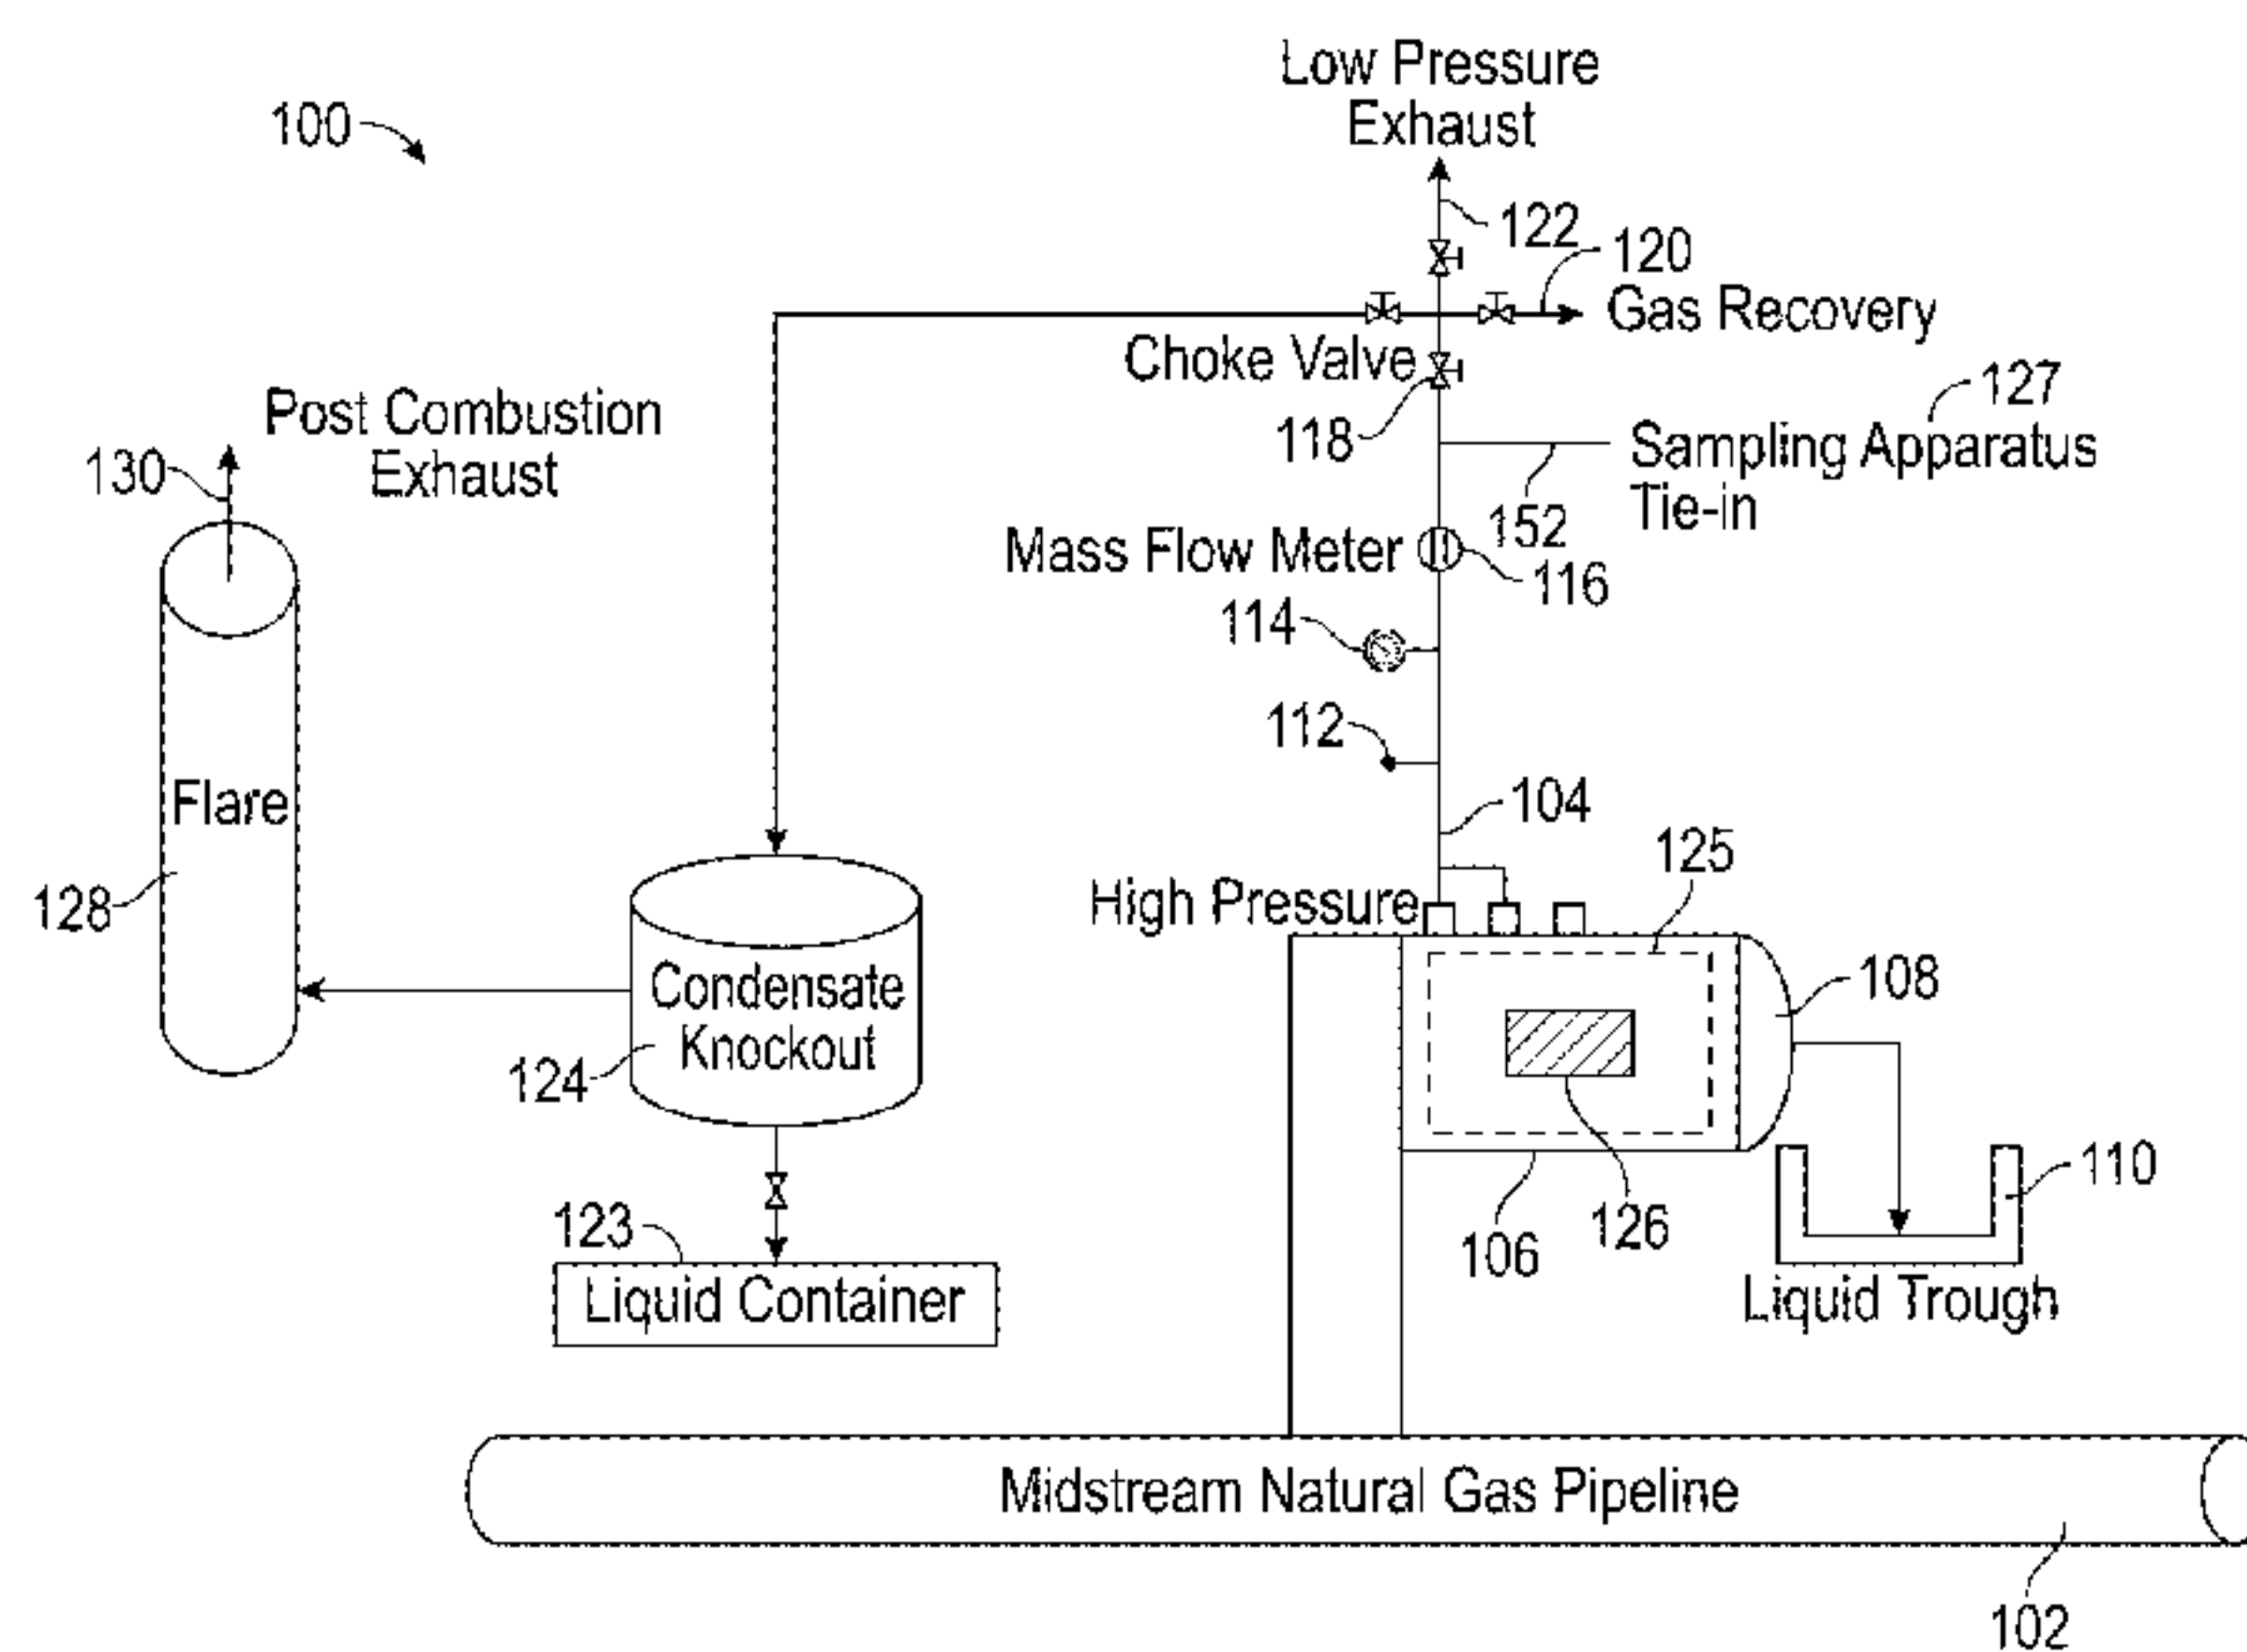 Low Pressure
Exhaust
100
122
120
Gas Recovery
Choke Valve
118
127
Sampling Apparatus
Tie-in
152
Post Combustion
Exhaust
130
Mass Flow Meter
116
114
112
104
Flare
128
125
High Pressure
108
Condensate
Knockout
124
110
126
106
123
Liquid Container
Liquid Trough
Midstream Natural Gas Pipeline
102